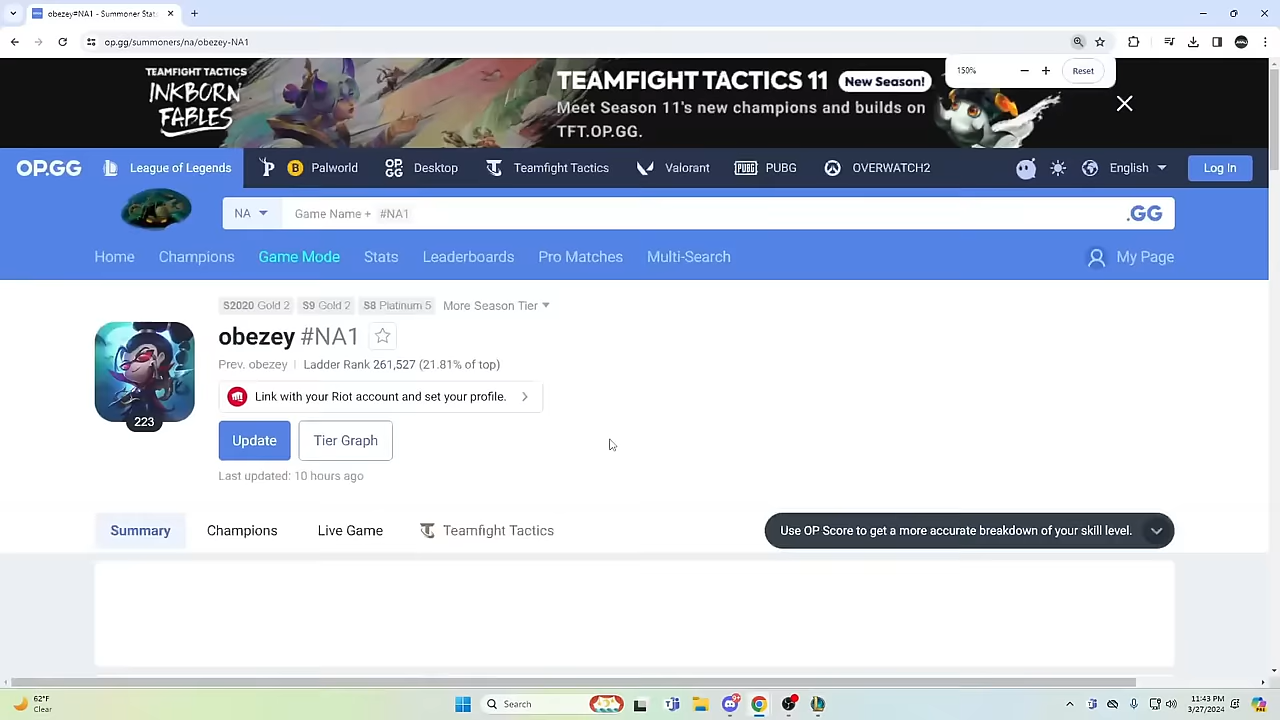 obezey#NA1 - Summoner Stats
op.gg/summoners/na/obezey-NA1
150%
Reset
TEAMFIGHT TACTICS
INKBORN
FABLES
TEAMFIGHT TACTICS 11 New Season!
Meet Season 11's new champions and builds on
TFT.OP.GG.
OP.GG League of Legends Palworld Desktop Teamfight Tactics Valorant PUBG OVERWATCH2 English Log In
NA Game Name + #NA1 .GG
Home Champions Game Mode Stats Leaderboards Pro Matches Multi-Search My Page
S2020 Gold 2 S9 Gold 2 S8 Platinum 5 More Season Tier
obezey #NA1
Prev. obezey Ladder Rank 261,527 (21.81% of top)
Link with your Riot account and set your profile.
223
Update Tier Graph
Last updated: 10 hours ago
Summary Champions Live Game Teamfight Tactics Use OP Score to get a more accurate breakdown of your skill level.
62°F
Clear
Search
11:43 PM
3/27/2024